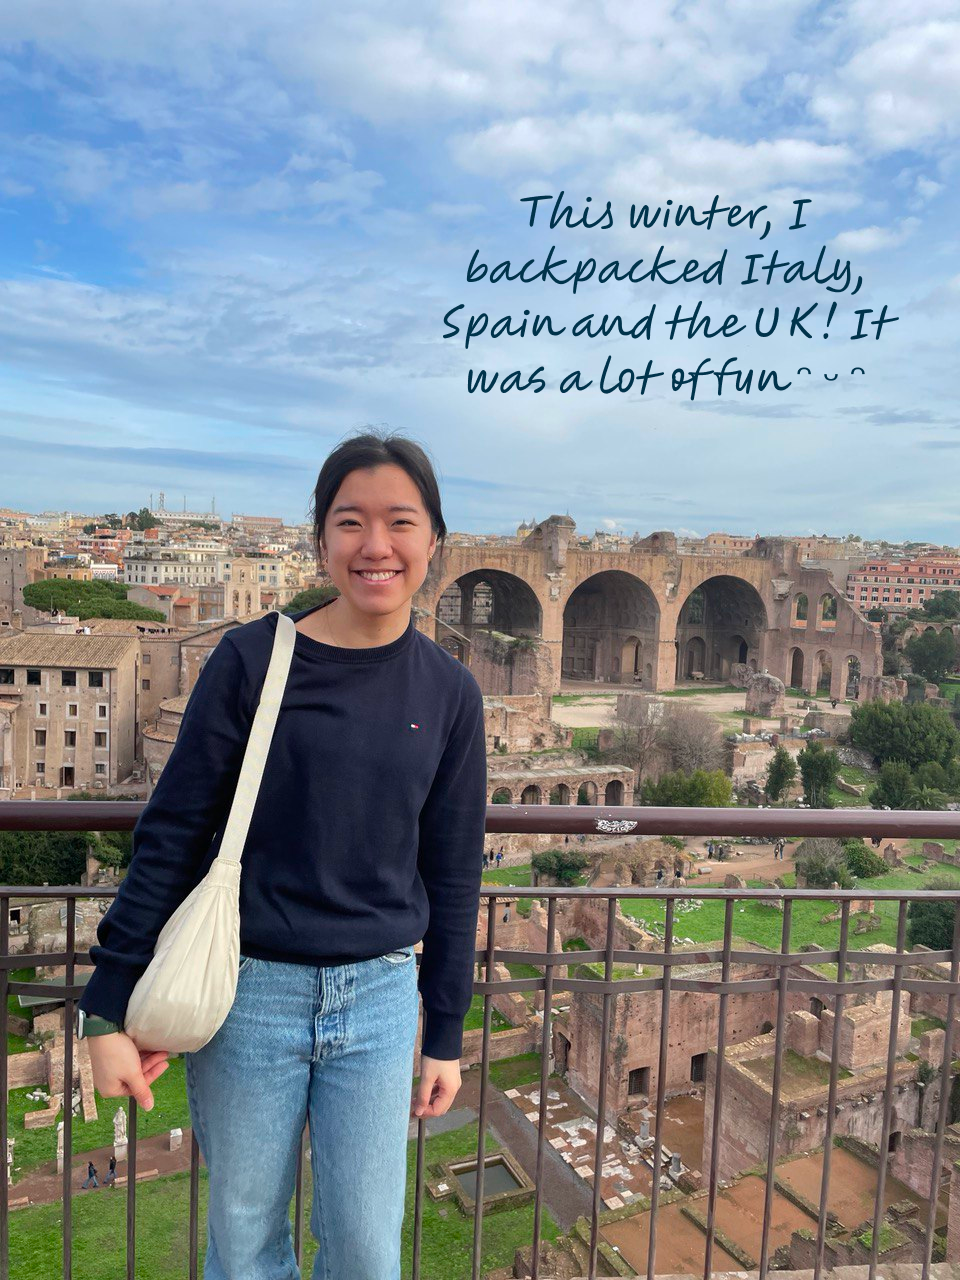 This winter, I
backpacked Italy,
Spain and the UK! It
was a lot of fun ᵔ ᵕ ᵔ